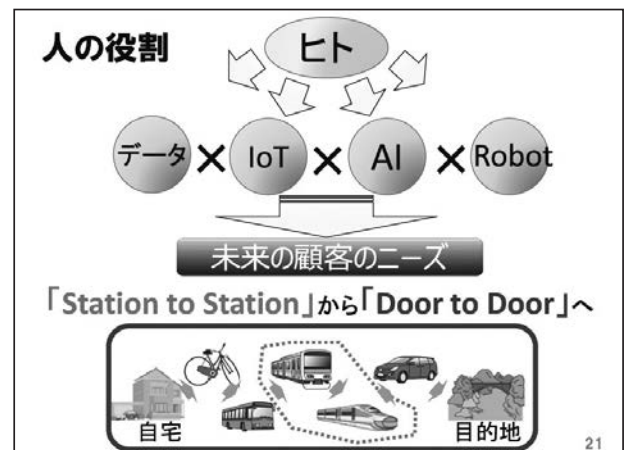 人の役割
ヒト
データ×IoT×AI×Robot
未来の顧客のニーズ
「Station to Station」から「Door to Door」へ
自宅
目的地
21